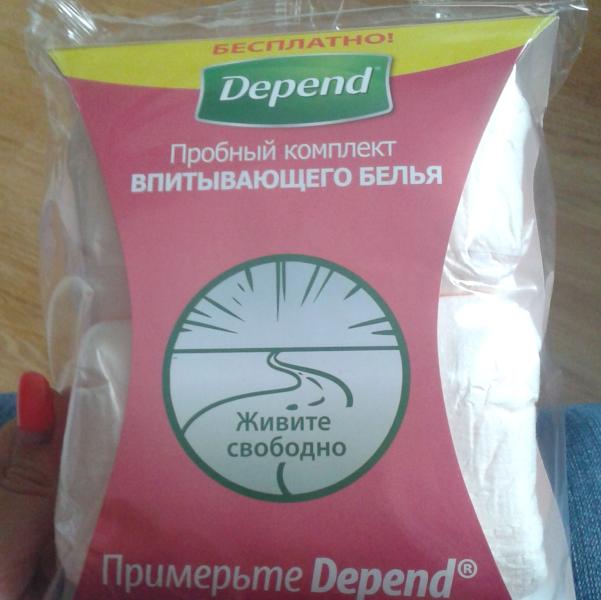 БЕСПЛАТНО!
Depend®
Пробный комплект
ВПИТЫВАЮЩЕГО БЕЛЬЯ
Живите
свободно
Примерьте Depend®